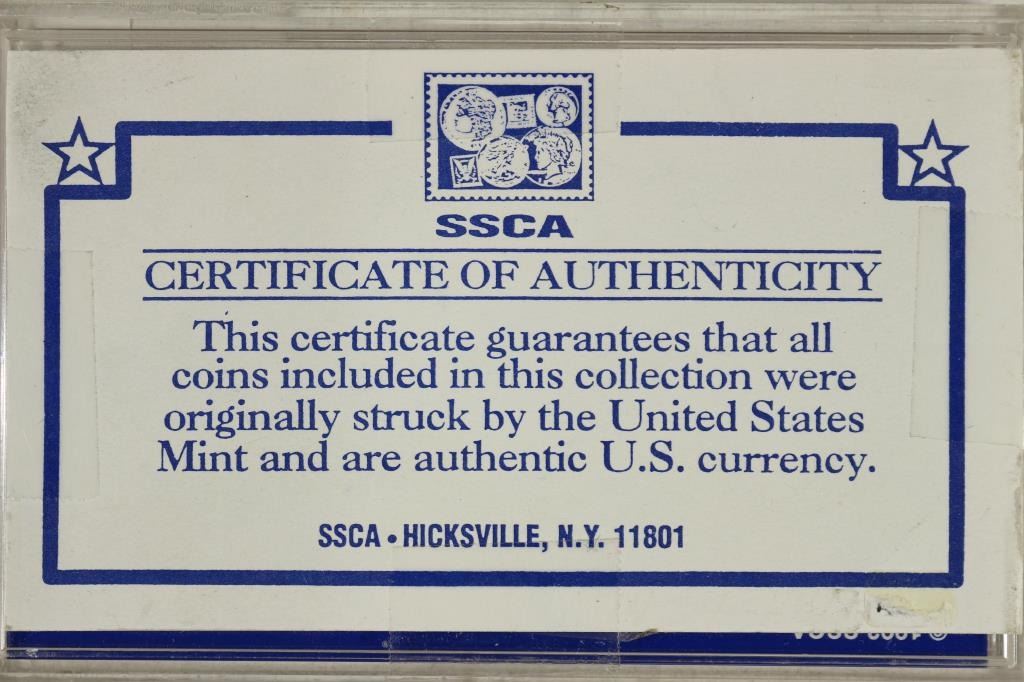 SSCA
CERTIFICATE OF AUTHENTICITY
This certificate guarantees that all
coins included in this collection were
originally struck by the United States
Mint and are authentic U.S. currency.
SSCA • HICKSVILLE, N.Y. 11801